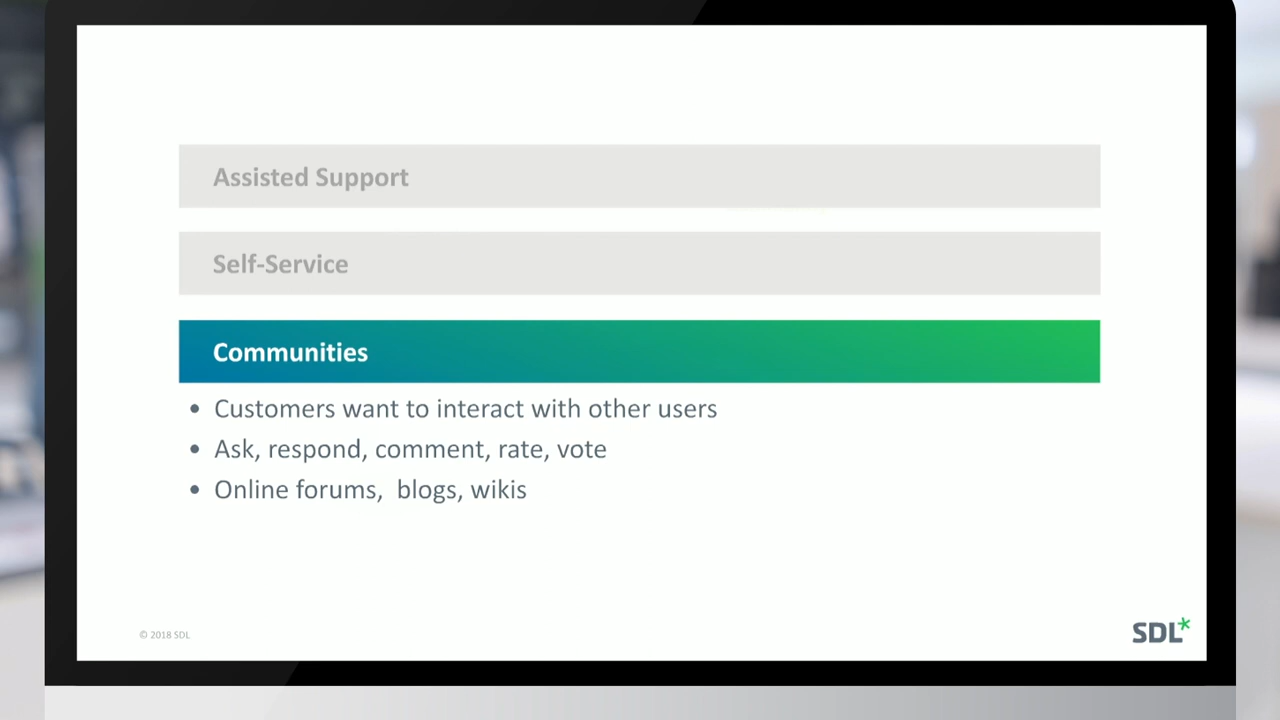 Assisted Support
Self-Service
Communities
• Customers want to interact with other users
• Ask, respond, comment, rate, vote
• Online forums,  blogs, wikis
© 2018 SDL
SDL*